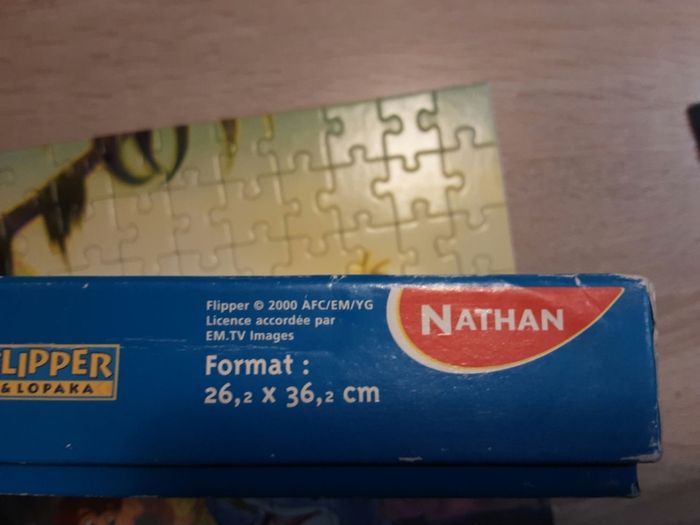 Flipper © 2000 AFC/EM/YG
Licence accordée par
EM.TV Images
NATHAN
FLIPPER
& LOPAKA
Format :
26,2 x 36,2 cm